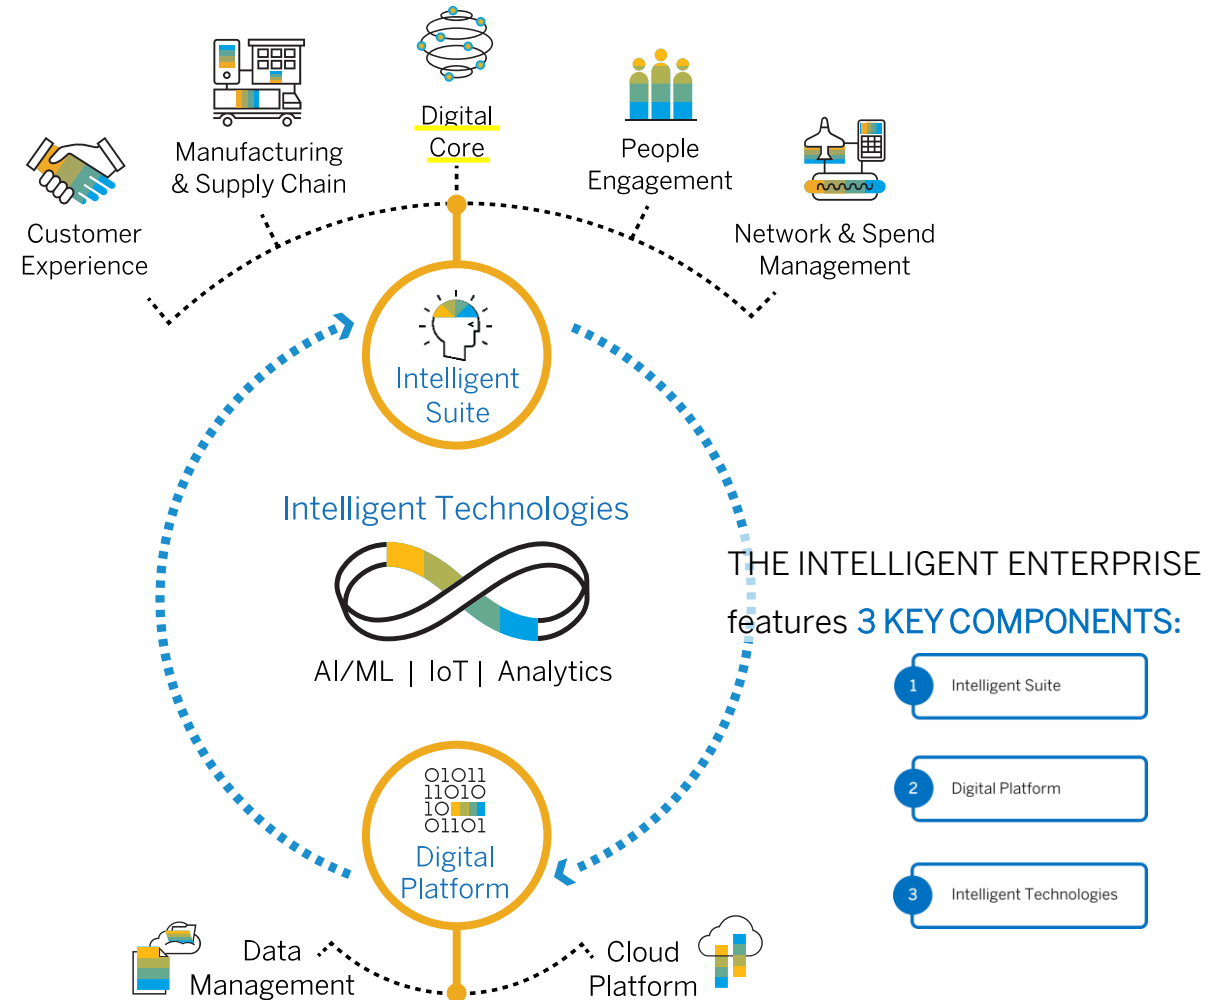 Digital
Core
Manufacturing
& Supply Chain
People
Engagement
Customer
Experience
Network & Spend
Management
Intelligent
Suite
Intelligent Technologies
AI/ML | IoT | Analytics
THE INTELLIGENT ENTERPRISE
features 3 KEY COMPONENTS:
1 Intelligent Suite
2 Digital Platform
3 Intelligent Technologies
01011
11010
10
01101
Digital
Platform
Data
Management
Cloud
Platform